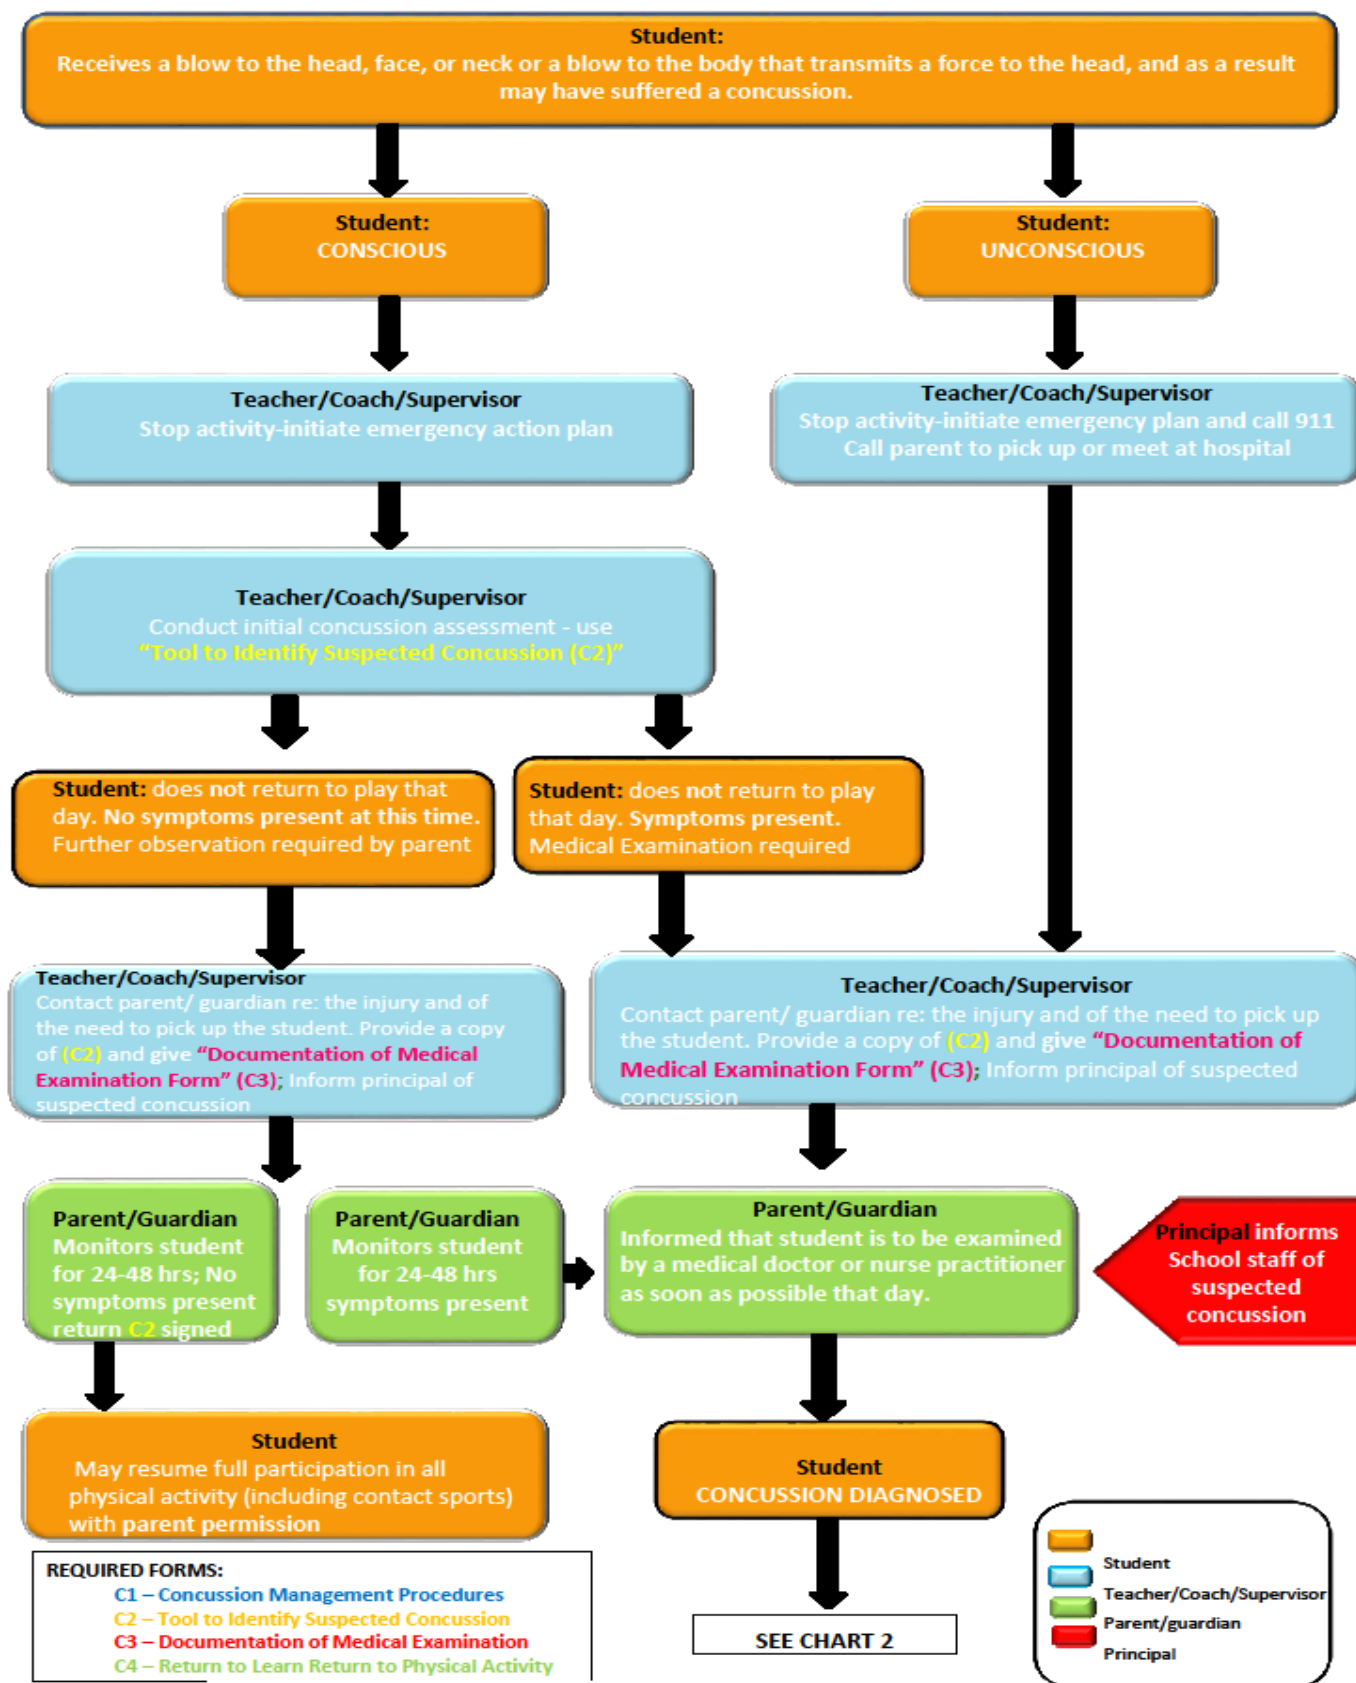 Student:
Receives a blow to the head, face, or neck or a blow to the body that transmits a force to the head, and as a result
may have suffered a concussion.
Student:
CONSCIOUS
Student:
UNCONSCIOUS
Teacher/Coach/Supervisor
Stop activity-initiate emergency action plan
Teacher/Coach/Supervisor
Stop activity-initiate emergency plan and call 911
Call parent to pick up or meet at hospital
Teacher/Coach/Supervisor
Conduct initial concussion assessment - use
“Tool to Identify Suspected Concussion (C2)”
Student: does not return to play that
day. No symptoms present at this time.
Further observation required by parent
Student: does not return to play
that day. Symptoms present.
Medical Examination required
Teacher/Coach/Supervisor
Contact parent/ guardian re: the injury and of
the need to pick up the student. Provide a copy
of (C2) and give “Documentation of Medical
Examination Form” (C3); Inform principal of
suspected concussion
Teacher/Coach/Supervisor
Contact parent/ guardian re: the injury and of the need to pick up
the student. Provide a copy of (C2) and give “Documentation of
Medical Examination Form” (C3); Inform principal of suspected
concussion
Parent/Guardian
Monitors student
for 24-48 hrs; No
symptoms present
return C2 signed
Parent/Guardian
Monitors student
for 24-48 hrs
symptoms present
Parent/Guardian
Informed that student is to be examined
by a medical doctor or nurse practitioner
as soon as possible that day.
Principal informs
School staff of
suspected
concussion
Student
May resume full participation in all
physical activity (including contact sports)
with parent permission
Student
CONCUSSION DIAGNOSED
REQUIRED FORMS:
C1 – Concussion Management Procedures
C2 – Tool to Identify Suspected Concussion
C3 – Documentation of Medical Examination
C4 – Return to Learn Return to Physical Activity
SEE CHART 2
Student
Teacher/Coach/Supervisor
Parent/guardian
Principal